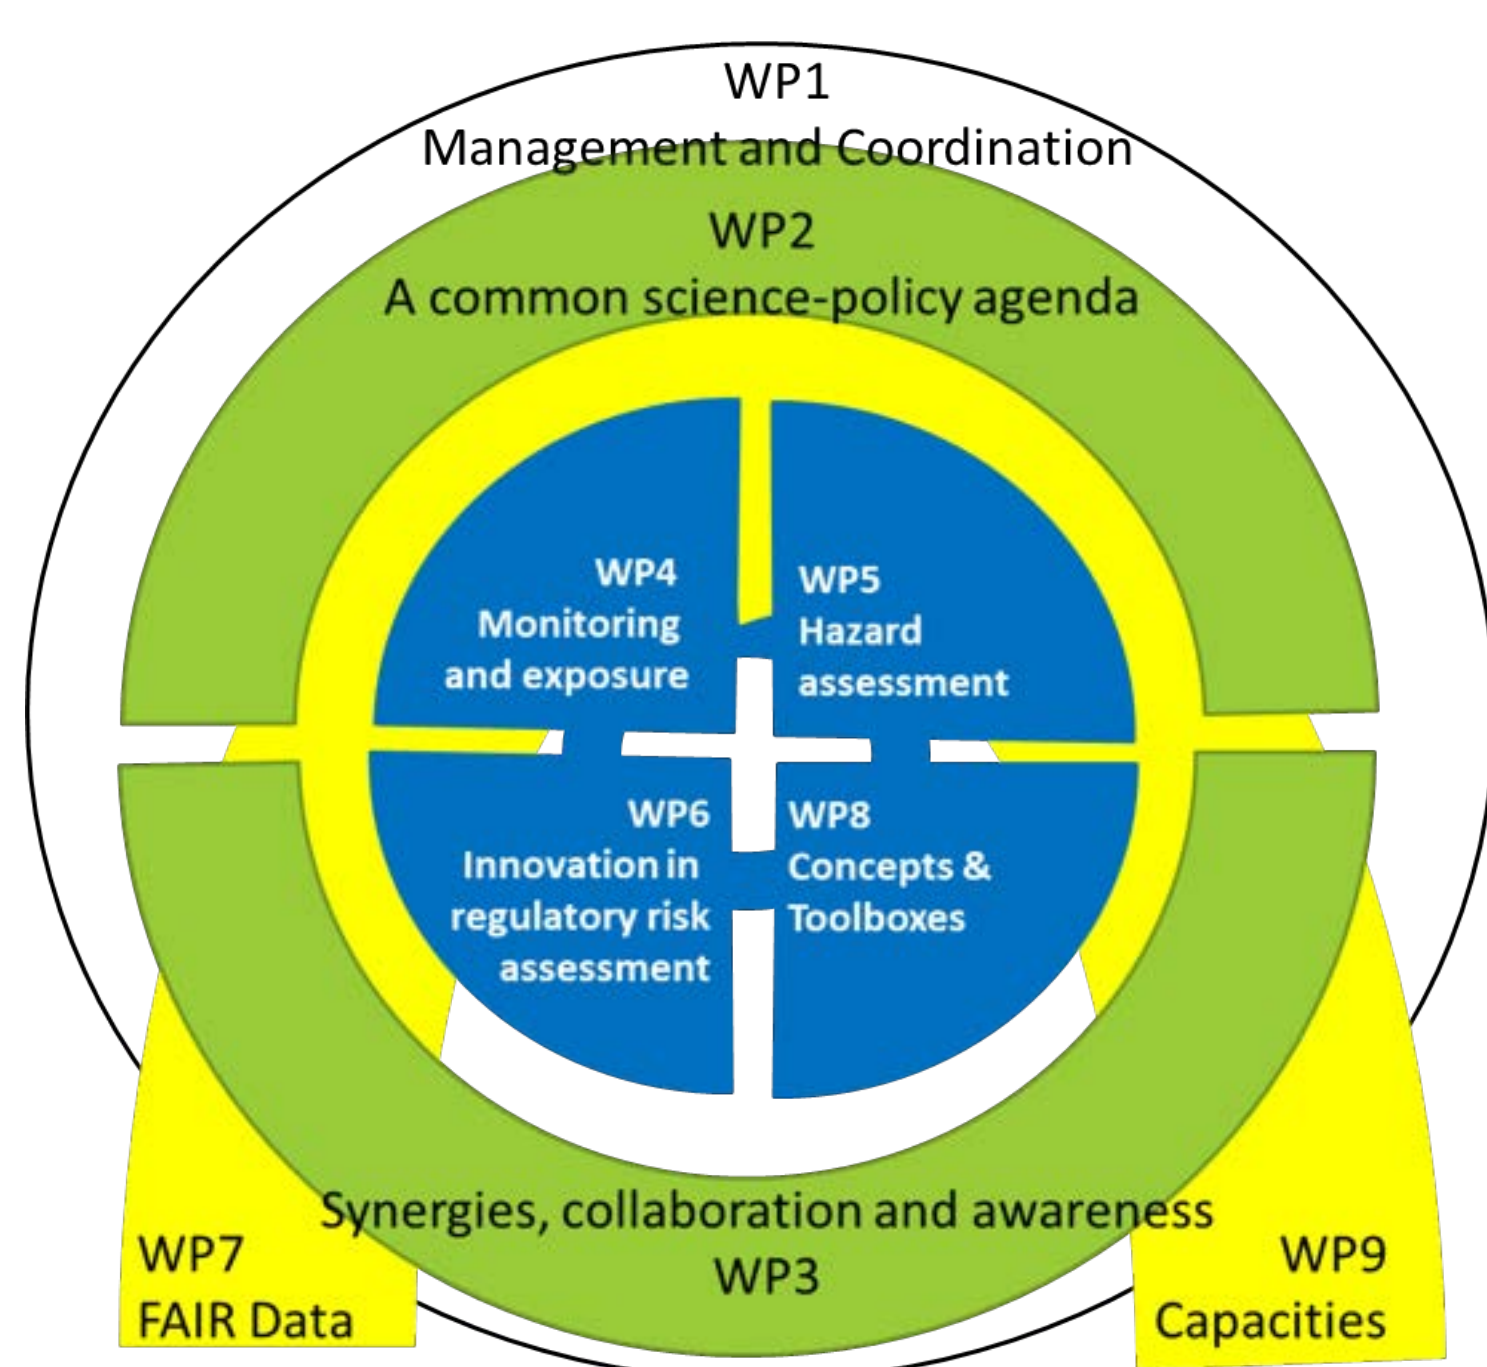 WP1
Management and Coordination
WP2
A common science-policy agenda
WP4
Monitoring
and exposure
WP5
Hazard
assessment
WP6
Innovation in
regulatory risk
assessment
WP8
Concepts &
Toolboxes
Synergies, collaboration and awareness
WP3
WP7
FAIR Data
WP9
Capacities